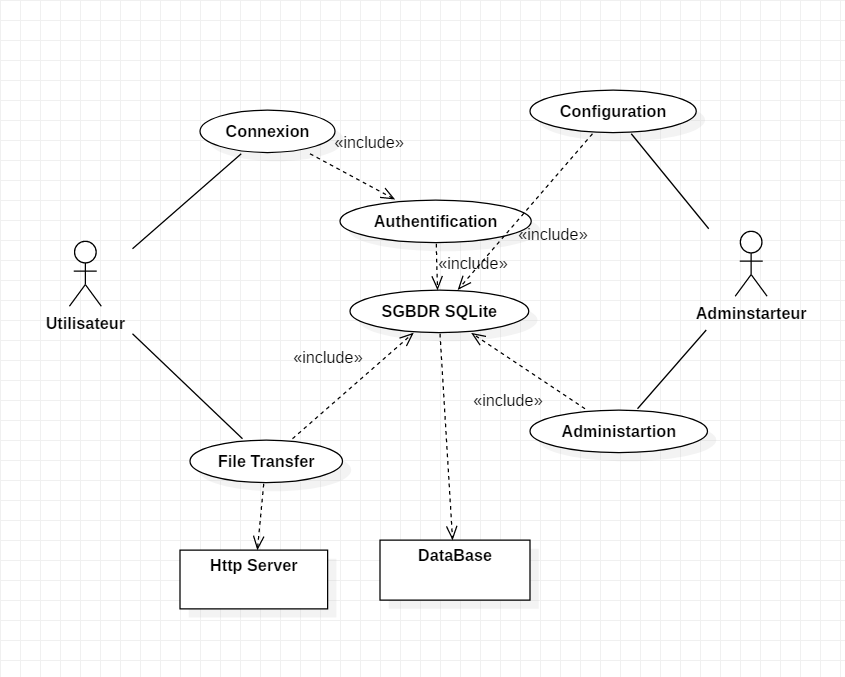 Connexion
Configuration
«include»
Authentification
«include»
«include»
SGBDR SQLite
Utilisateur
Adminstarteur
«include»
«include»
Administartion
File Transfer
Http Server
DataBase